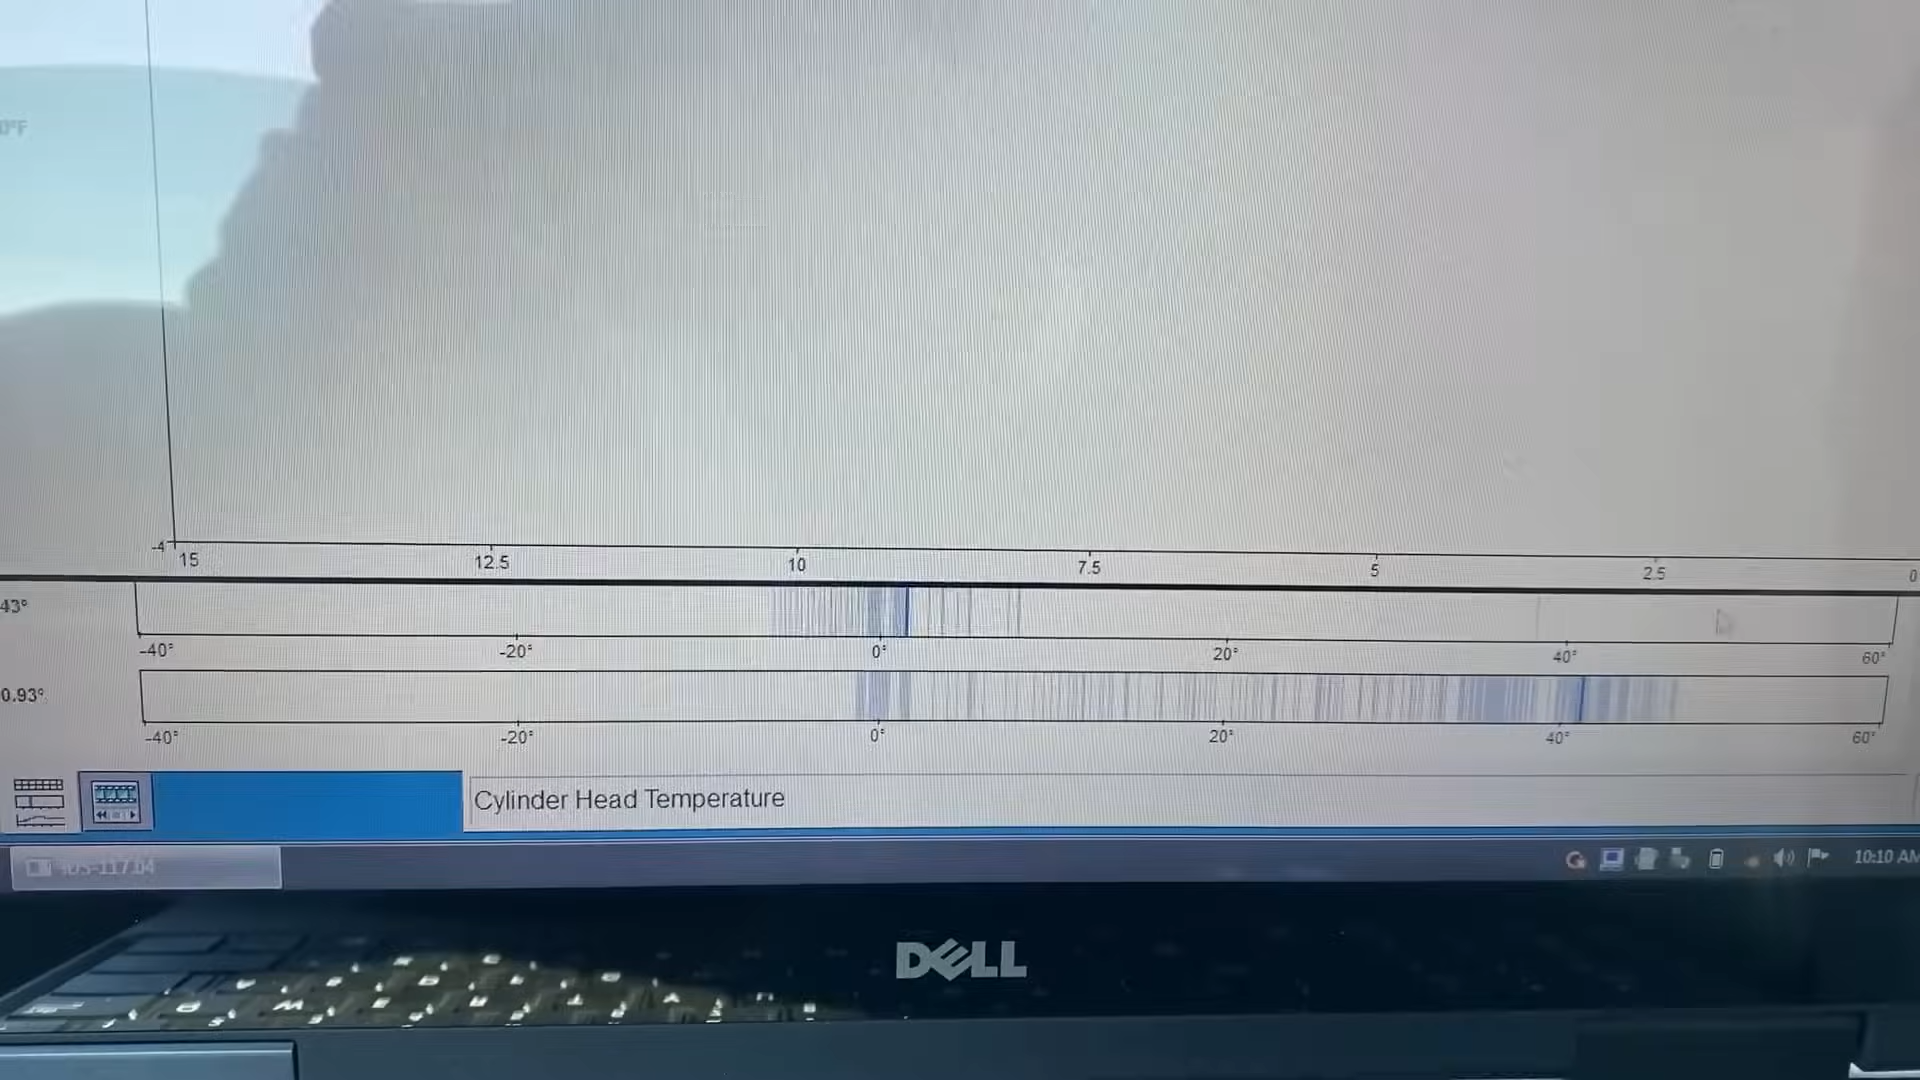 0°F
-4
15 12.5 10 7.5 5 2.5 0
43°
-40° -20° 0° 20° 40° 60°
0.93°
-40° -20° 0° 20° 40° 60°
Cylinder Head Temperature
10:10 AM
DELL